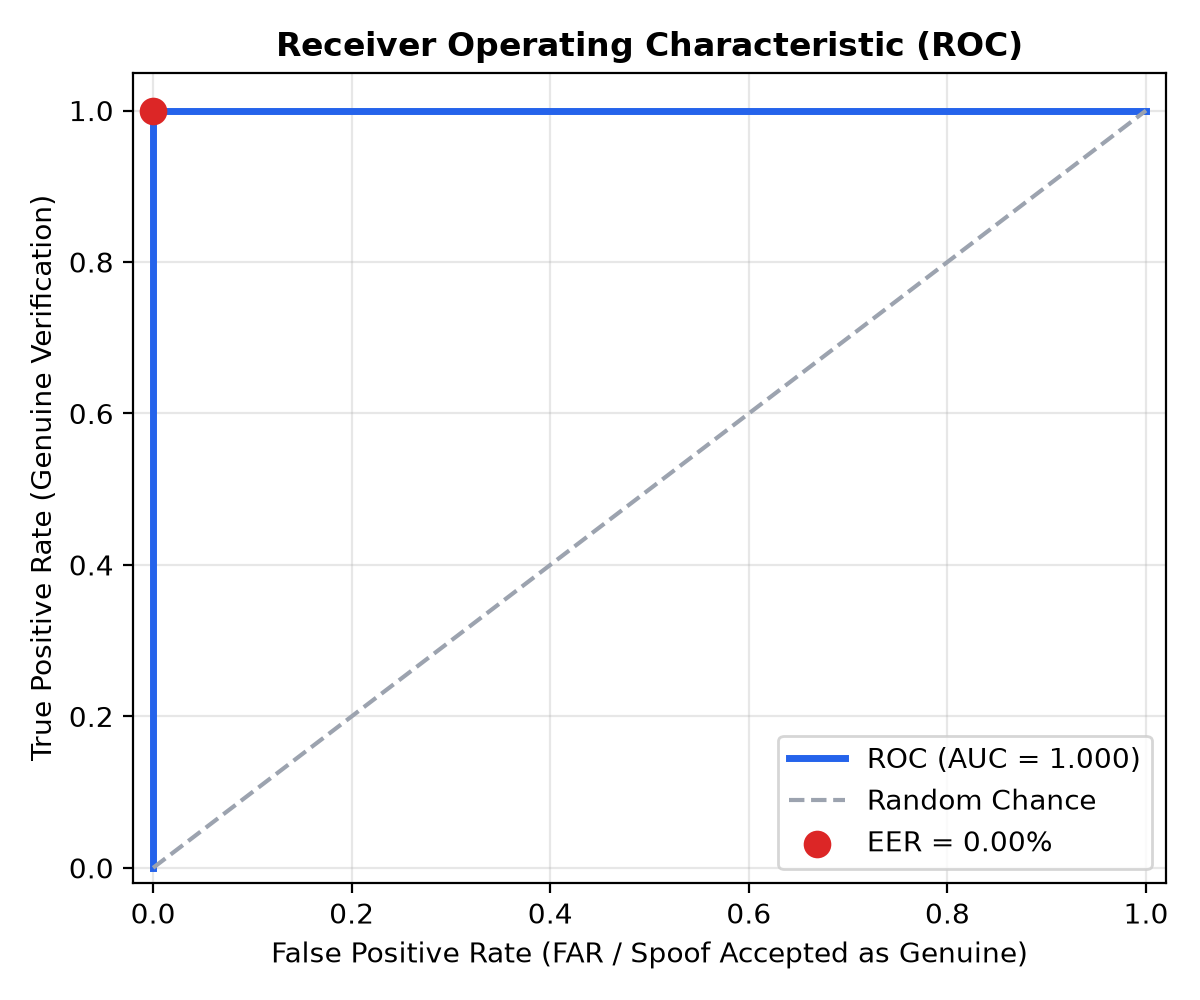 Receiver Operating Characteristic (ROC)
True Positive Rate (Genuine Verification)
1.0
0.8
0.6
0.4
0.2
0.0
ROC (AUC = 1.000)
Random Chance
EER = 0.00%
0.0 0.2 0.4 0.6 0.8 1.0
False Positive Rate (FAR / Spoof Accepted as Genuine)